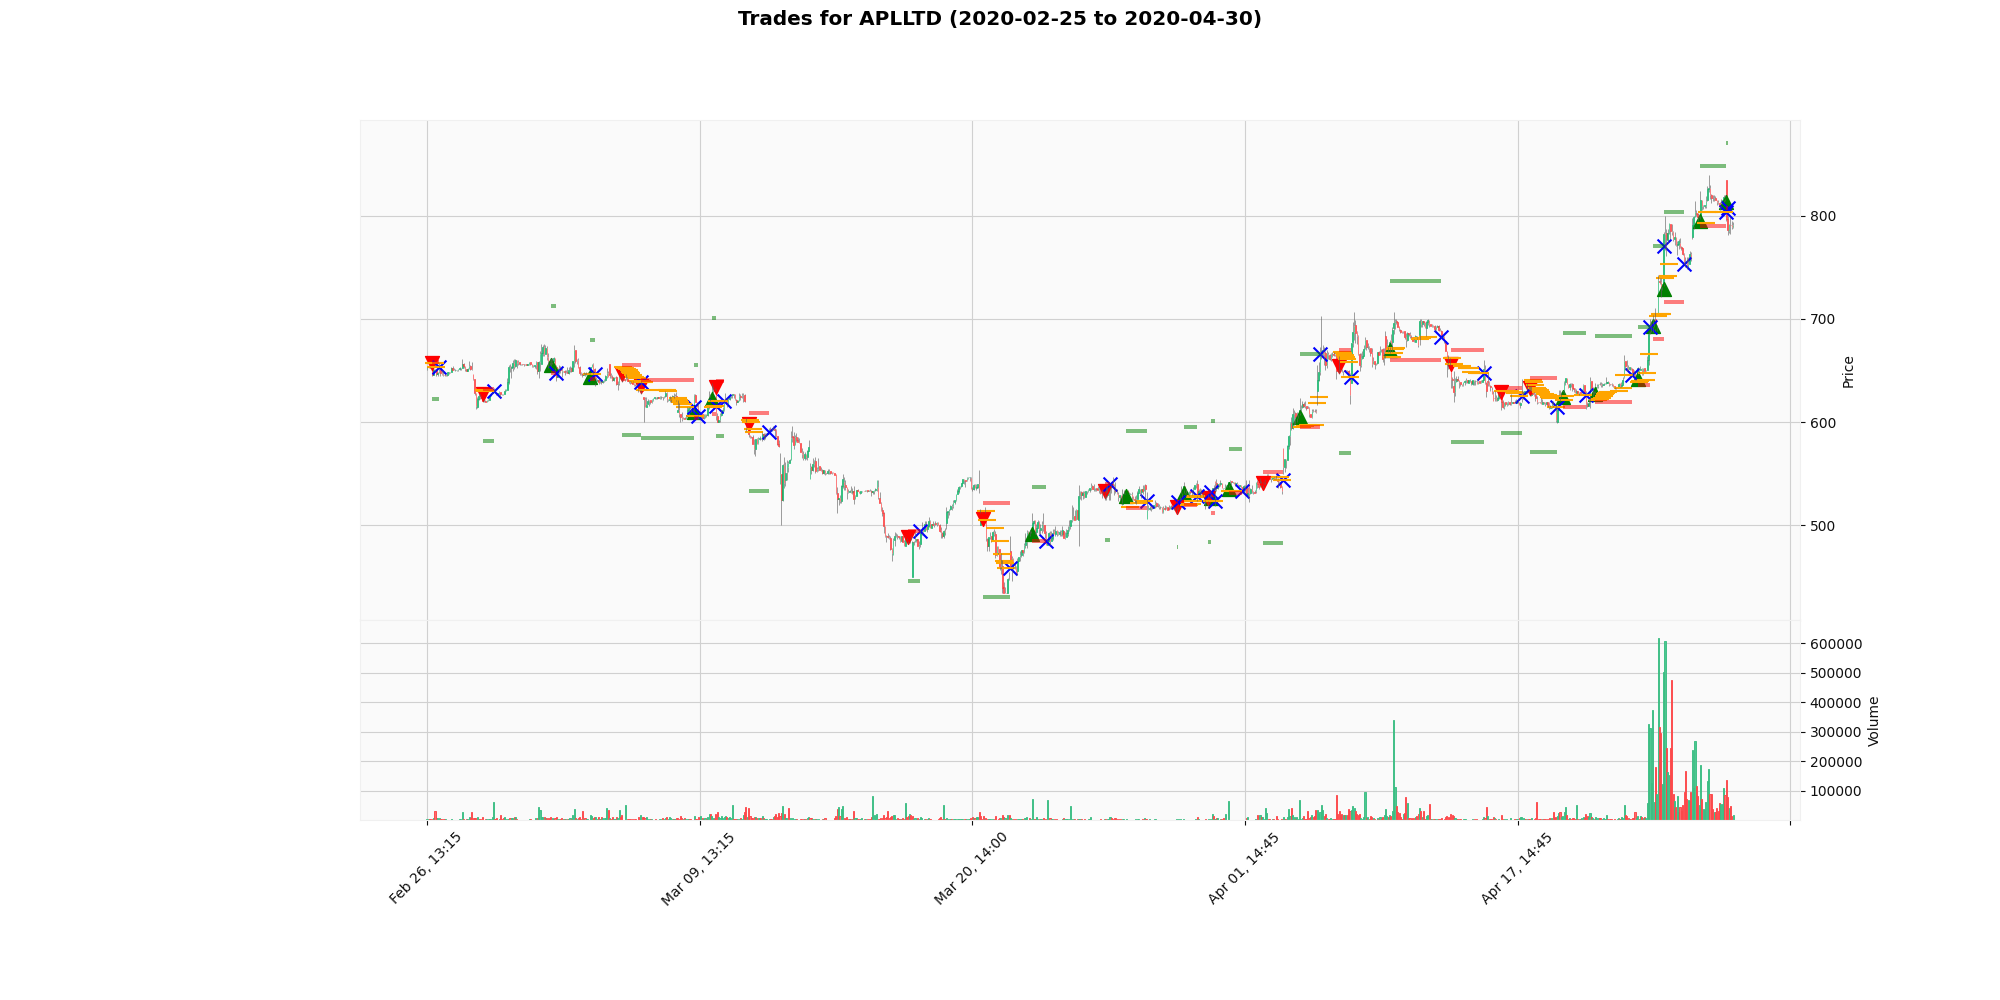 Trades for APLLTD (2020-02-25 to 2020-04-30)
800
700
600
500
Price
600000
500000
400000
300000
200000
100000
Volume
Feb 26, 13:15
Mar 09, 13:15
Mar 20, 14:00
Apr 01, 14:45
Apr 17, 14:45